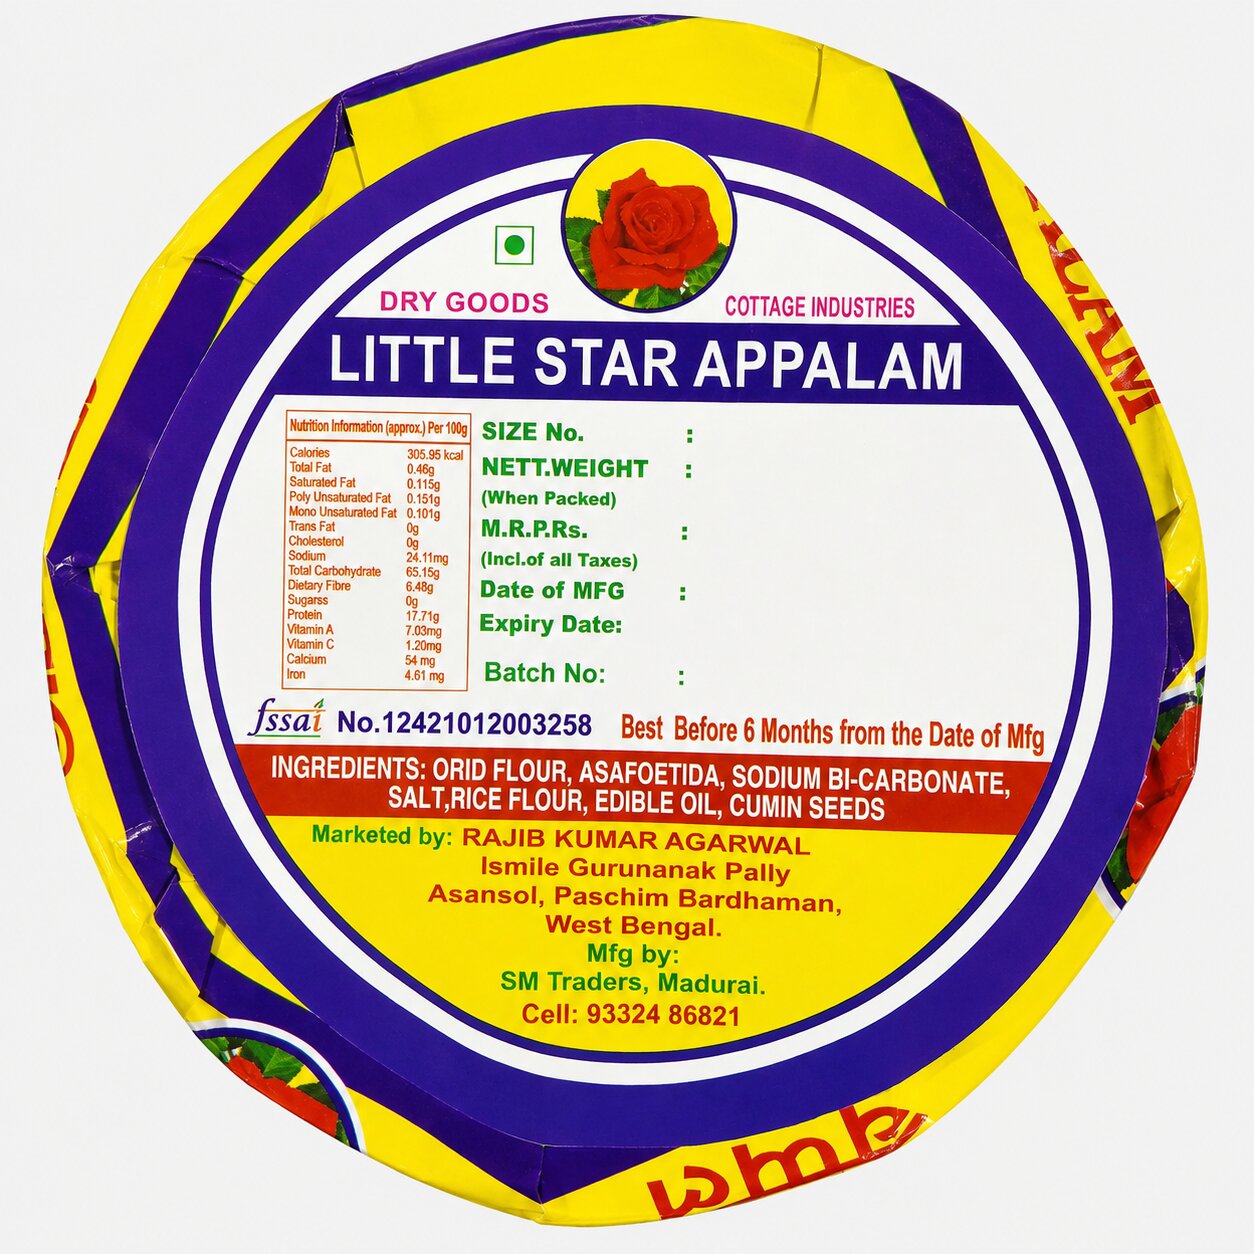 DRY GOODS
COTTAGE INDUSTRIES
LITTLE STAR APPALAM
Nutrition Information (approx.) Per 100g
Calories 305.95 kcal
Total Fat 0.46g
Saturated Fat 0.115g
Poly Unsaturated Fat 0.151g
Mono Unsaturated Fat 0.101g
Trans Fat 0g
Cholesterol 0g
Sodium 24.11mg
Total Carbohydrate 65.15g
Dietary Fibre 6.48g
Sugarss 0g
Protein 17.71g
Vitamin A 7.03mg
Vitamin C 1.20mg
Calcium 54 mg
Iron 4.61 mg
SIZE No. :
NETT.WEIGHT :
(When Packed)
M.R.P.Rs. :
(Incl.of all Taxes)
Date of MFG :
Expiry Date:
Batch No: :
fssai No.12421012003258
Best Before 6 Months from the Date of Mfg
INGREDIENTS: ORID FLOUR, ASAFOETIDA, SODIUM BI-CARBONATE,
SALT,RICE FLOUR, EDIBLE OIL, CUMIN SEEDS
Marketed by: RAJIB KUMAR AGARWAL
Ismile Gurunanak Pally
Asansol, Paschim Bardhaman,
West Bengal.
Mfg by:
SM Traders, Madurai.
Cell: 93324 86821